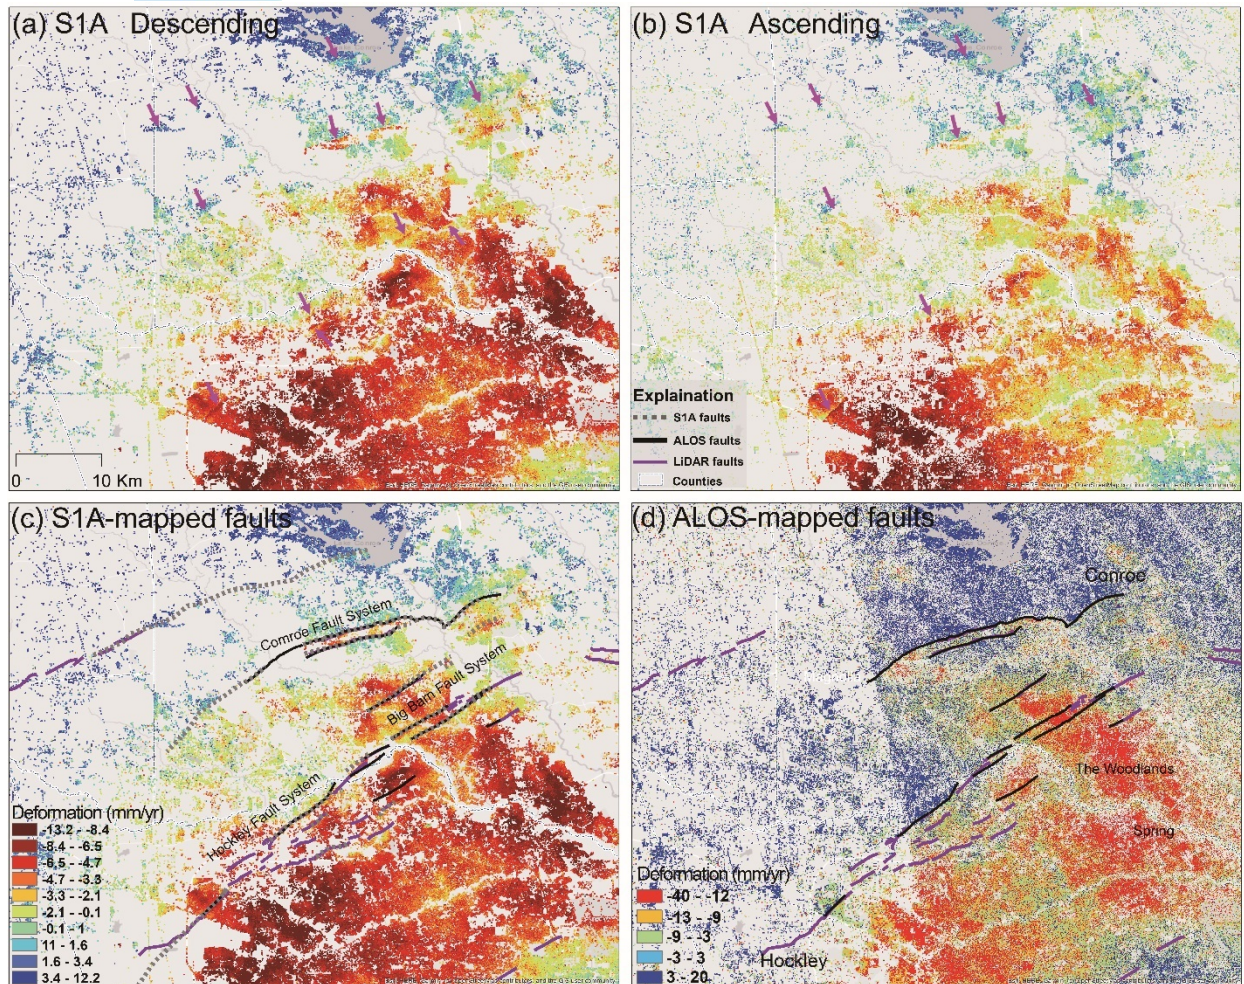 (a) S1A Descending
(b) S1A Ascending
0 10 Km
Explaination
S1A faults
ALOS faults
LiDAR faults
Counties
(c) S1A-mapped faults
Comroe Fault System
Big Barn Fault System
Hockley Fault System
Deformation (mm/yr)
-13.2 - -8.4
-8.4 - -6.5
-6.5 - -4.7
-4.7 - -3.3
-3.3 - -2.1
-2.1 - -0.1
-0.1 - 1
11 - 1.6
1.6 - 3.4
3.4 - 12.2
(d) ALOS-mapped faults
Conroe
The Woodlands
Spring
Hockley
Deformation (mm/yr)
-40 - -12
-13 - -9
-9 - -3
-3 - 3
3 - 20